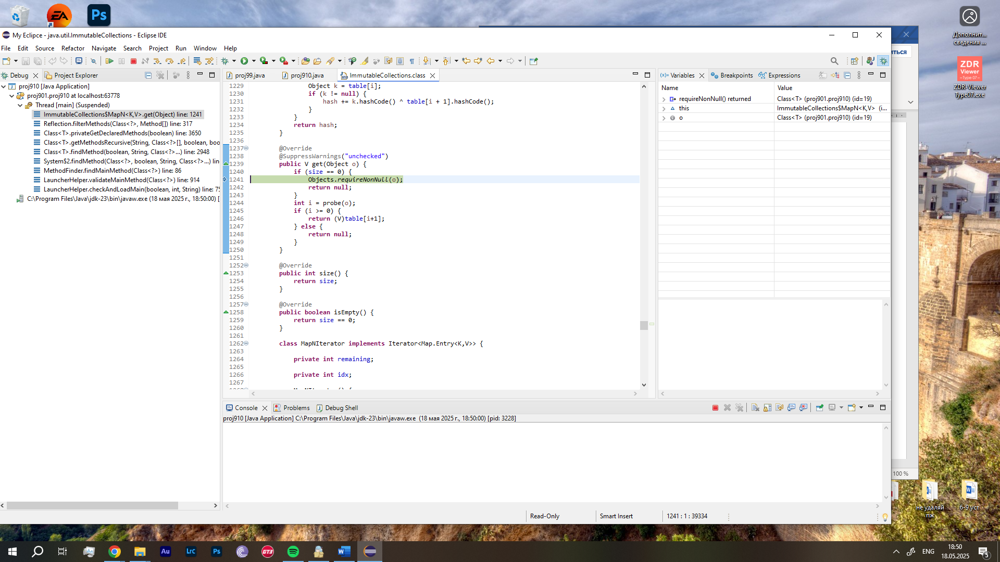 Ps
EA
My Eclipce - java.util.ImmutableCollections - Eclipse IDE
File Edit Source Refactor Navigate Search Project Run Window Help
Debug
Project Explorer
proj910 [Java Application]
proj901.proj910 at localhost:63778
Thread [main] (Suspended)
ImmutableCollections$MapN<K,V>.get(Object) line: 1241
Reflection.filterMethods(Class<?>, Method[]) line: 317
Class<T>.privateGetDeclaredMethods(boolean) line: 3650
Class<T>.getMethodsRecursive(String, Class<?>[], boolean, boo
Class<T>.findMethod(boolean, String, Class<?>...) line: 2948
System$2.findMethod(Class<?>, boolean, String, Class<?>...) lin
MethodFinder.findMainMethod(Class<?>) line: 86
LauncherHelper.validateMainMethod(Class<?>) line: 914
LauncherHelper.checkAndLoadMain(boolean, int, String) line: 75
C:\Program Files\Java\jdk-23\bin\javaw.exe (18 мая 2025 г., 18:50:00) [
proj99.java
proj910.java
ImmutableCollections.class
1229 Object k = table[i];
1230 if (k != null) {
1231 hash += k.hashCode() ^ table[i + 1].hashCode();
1232 }
1233 }
1234 return hash;
1235 }
1236
1237 @Override
1238 @SuppressWarnings("unchecked")
1239 public V get(Object o) {
1240 if (size == 0) {
1241 Objects.requireNonNull(o);
1242 return null;
1243 }
1244 int i = probe(o);
1245 if (i >= 0) {
1246 return (V)table[i+1];
1247 } else {
1248 return null;
1249 }
1250 }
1251
1252 @Override
1253 public int size() {
1254 return size;
1255 }
1256
1257 @Override
1258 public boolean isEmpty() {
1259 return size == 0;
1260 }
1261
1262 class MapNIterator implements Iterator<Map.Entry<K,V>> {
1263
1264 private int remaining;
1265
1266 private int idx;
1267
Variables
Breakpoints
Expressions
Name Value
requireNonNull() returned Class<T> (proj901.proj910) (id=19)
this ImmutableCollections$MapN<K,V> (i...
o Class<T> (proj901.proj910) (id=19)
Console
Problems
Debug Shell
proj910 [Java Application] C:\Program Files\Java\jdk-23\bin\javaw.exe (18 мая 2025 г., 18:50:00) [pid: 3228]
Read-Only
Smart Insert
1241 : 1 : 39334
иться
100 %
Дополнит...
сведения ...
ZDR
Viewer
~Type 07~
ZDR-Viewer
Type07.exe
не удаляй
пж
6-9 уст
Au
Lrc
Ps
GT3
ENG
18:50
18.05.2025
5